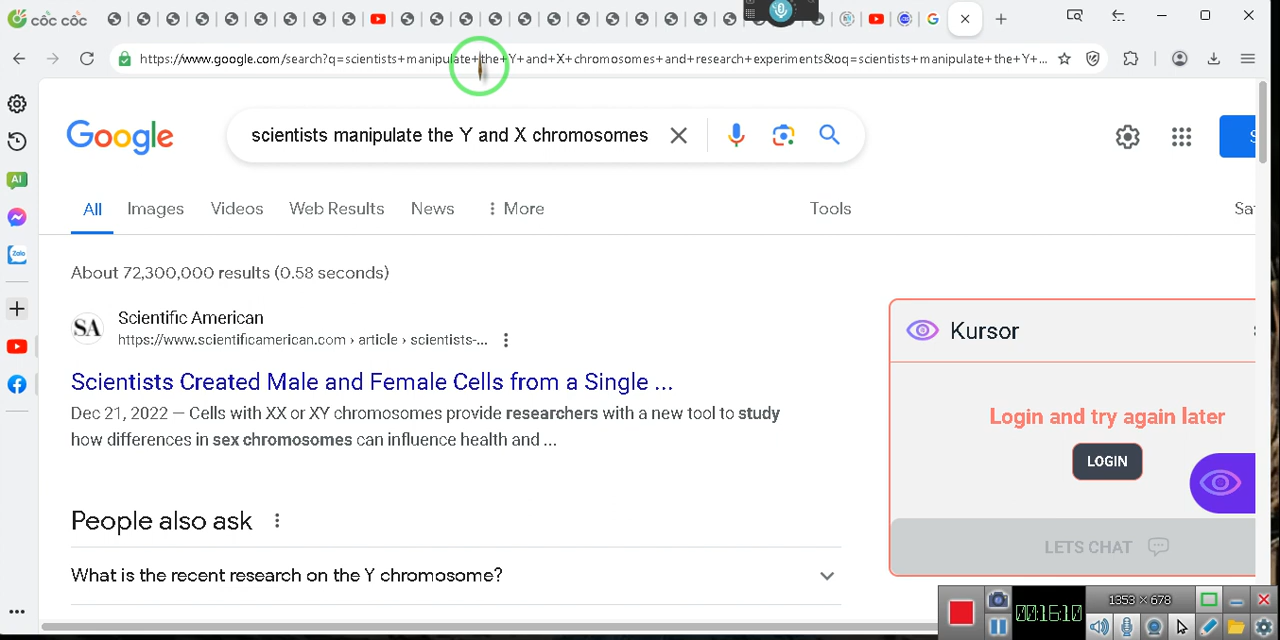 cốc cốc
https://www.google.com/search?q=scientists+manipulate+the+Y+and+X+chromosomes+and+research+experiments&oq=scientists+manipulate+the+Y+...
Google
scientists manipulate the Y and X chromosomes
All Images Videos Web Results News More Tools
About 72,300,000 results (0.58 seconds)
SA
Scientific American
https://www.scientificamerican.com › article › scientists-...
Scientists Created Male and Female Cells from a Single ...
Dec 21, 2022 — Cells with XX or XY chromosomes provide researchers with a new tool to study
how differences in sex chromosomes can influence health and ...
People also ask
What is the recent research on the Y chromosome?
AI
Zalo
Kursor
Login and try again later
LOGIN
LETS CHAT
1353 × 678
00:15:10